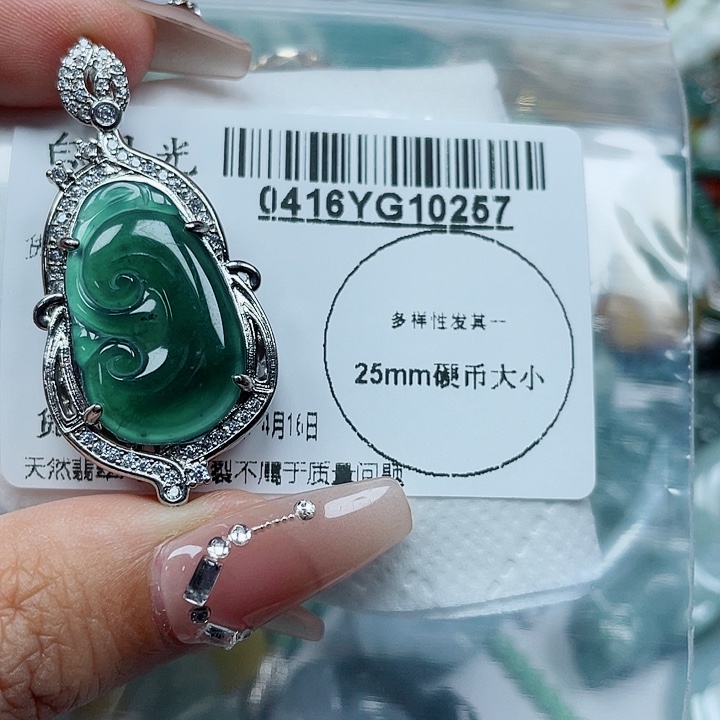 0416YG10257
多样性发其一
25mm硬币大小
4月16日
天然翡 裂不属于质量问题